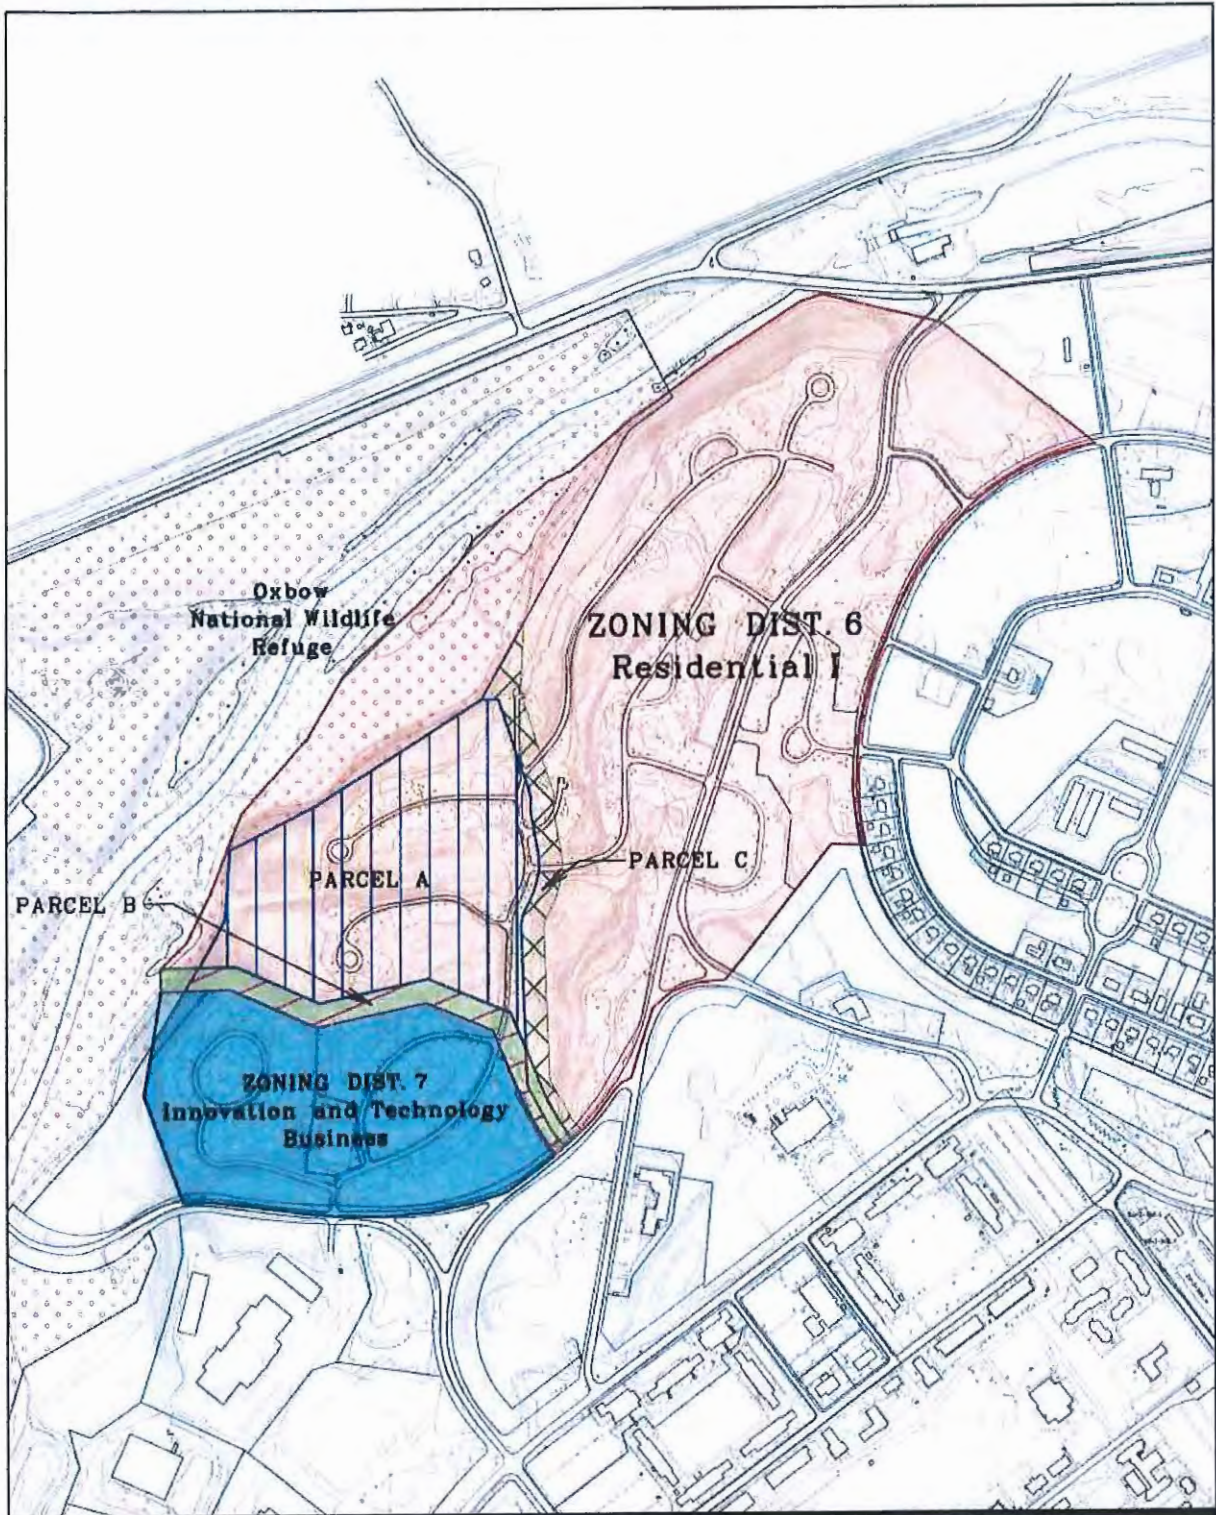 Oxbow
National Wildlife
Refuge
ZONING DIST. 6
Residential I
PARCEL A
PARCEL C
PARCEL B
ZONING DIST. 7
Innovation and Technology
Business